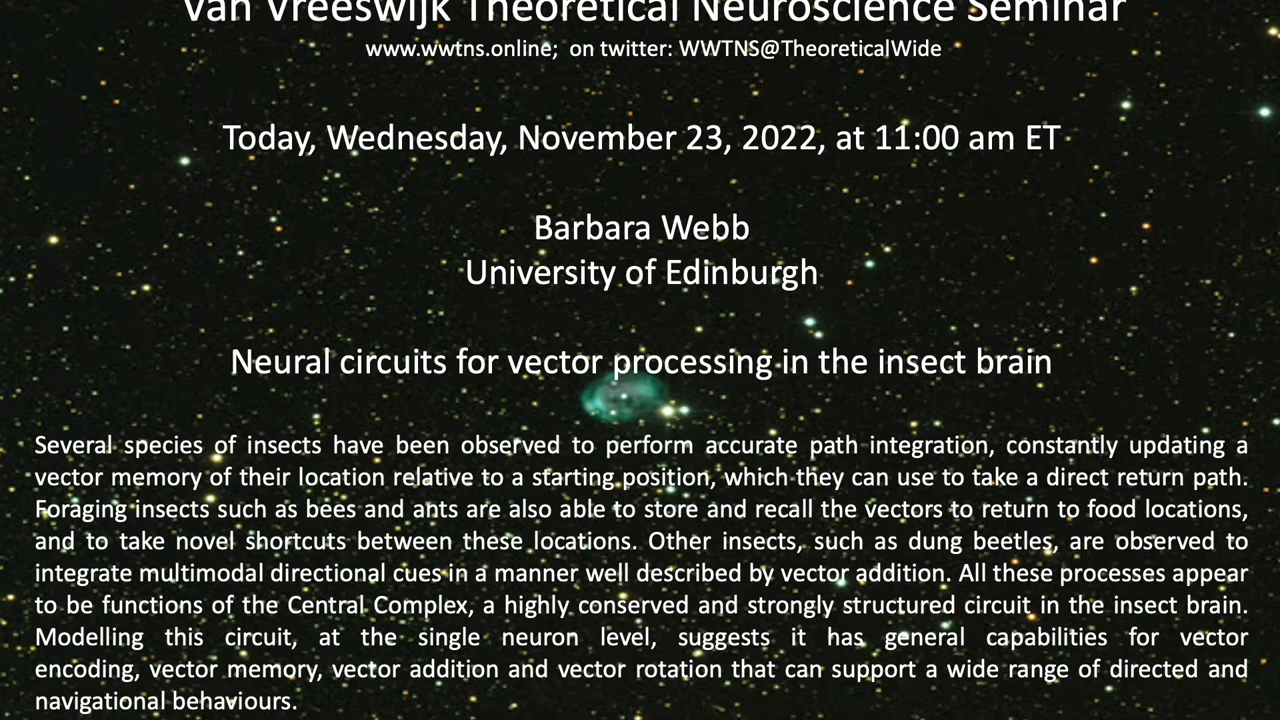 van Vreeswijk Theoretical Neuroscience Seminar
www.wwtns.online; on twitter: WWTNS@TheoreticalWide
Today, Wednesday, November 23, 2022, at 11:00 am ET
Barbara Webb
University of Edinburgh
Neural circuits for vector processing in the insect brain
Several species of insects have been observed to perform accurate path integration, constantly updating a
vector memory of their location relative to a starting position, which they can use to take a direct return path.
Foraging insects such as bees and ants are also able to store and recall the vectors to return to food locations,
and to take novel shortcuts between these locations. Other insects, such as dung beetles, are observed to
integrate multimodal directional cues in a manner well described by vector addition. All these processes appear
to be functions of the Central Complex, a highly conserved and strongly structured circuit in the insect brain.
Modelling this circuit, at the single neuron level, suggests it has general capabilities for vector
encoding, vector memory, vector addition and vector rotation that can support a wide range of directed and
navigational behaviours.